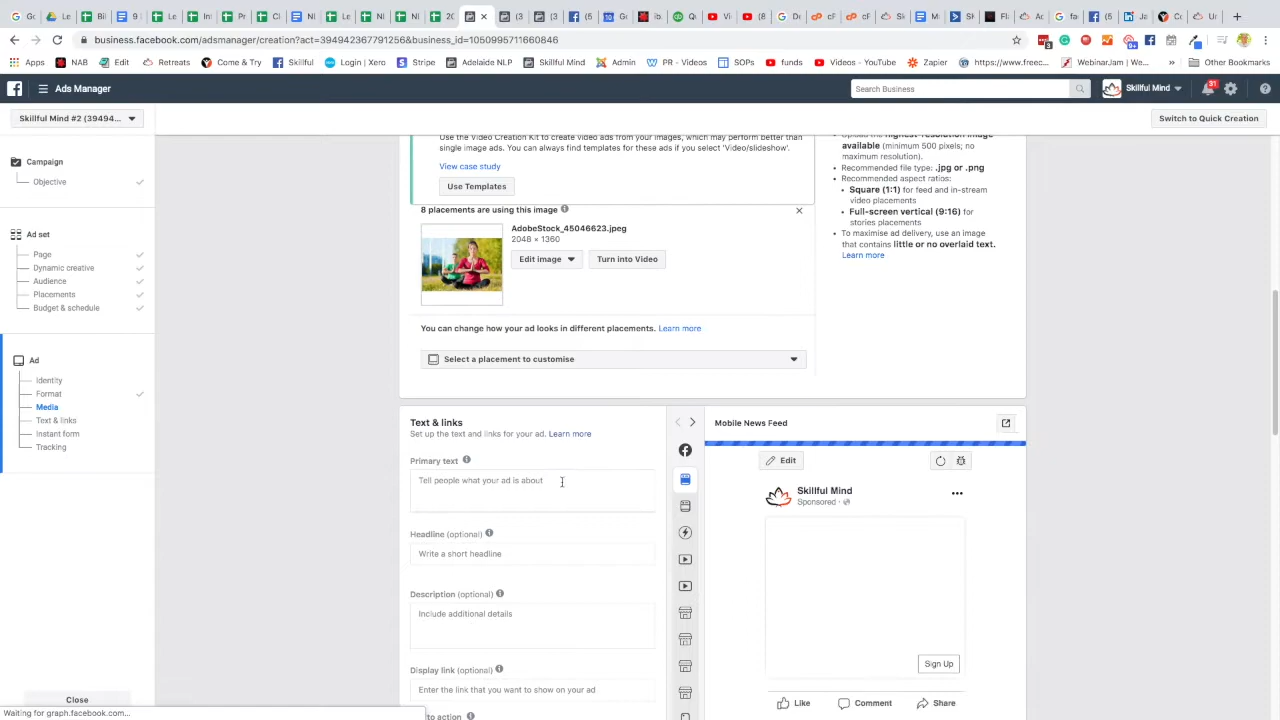 business.facebook.com/adsmanager/creation?act=394942367791256&business_id=1050995711660846
Apps
NAB
Edit
Retreats
Come & Try
Skillful
Login | Xero
Stripe
Adelaide NLP
Skillful Mind
Admin
PR - Videos
SOPs
funds
Videos - YouTube
Zapier
https://www.freec...
WebinarJam | We...
»
Other Bookmarks
Ads Manager
Search Business
Skillful Mind
31
Skillful Mind #2 (39494...
Switch to Quick Creation
Campaign
Objective
Ad set
Page
Dynamic creative
Audience
Placements
Budget & schedule
Ad
Identity
Format
Media
Text & links
Instant form
Tracking
Close
Waiting for graph.facebook.com...
Use the Video Creation Kit to create video ads from your images, which may perform better than
single image ads. You can always find templates for these ads if you select 'Video/slideshow'.
View case study
Use Templates
8 placements are using this image
AdobeStock_45046623.jpeg
2048 × 1360
Edit image
Turn into Video
You can change how your ad looks in different placements. Learn more
Select a placement to customise
available (minimum 500 pixels; no
maximum resolution).
Recommended file type: .jpg or .png
Recommended aspect ratios:
Square (1:1) for feed and in-stream
video placements
Full-screen vertical (9:16) for
stories placements
To maximise ad delivery, use an image
that contains little or no overlaid text.
Learn more
Text & links
Set up the text and links for your ad. Learn more
Primary text
Tell people what your ad is about
Headline (optional)
Write a short headline
Description (optional)
Include additional details
Display link (optional)
Enter the link that you want to show on your ad
Mobile News Feed
Edit
Skillful Mind
Sponsored ·
Sign Up
Like
Comment
Share